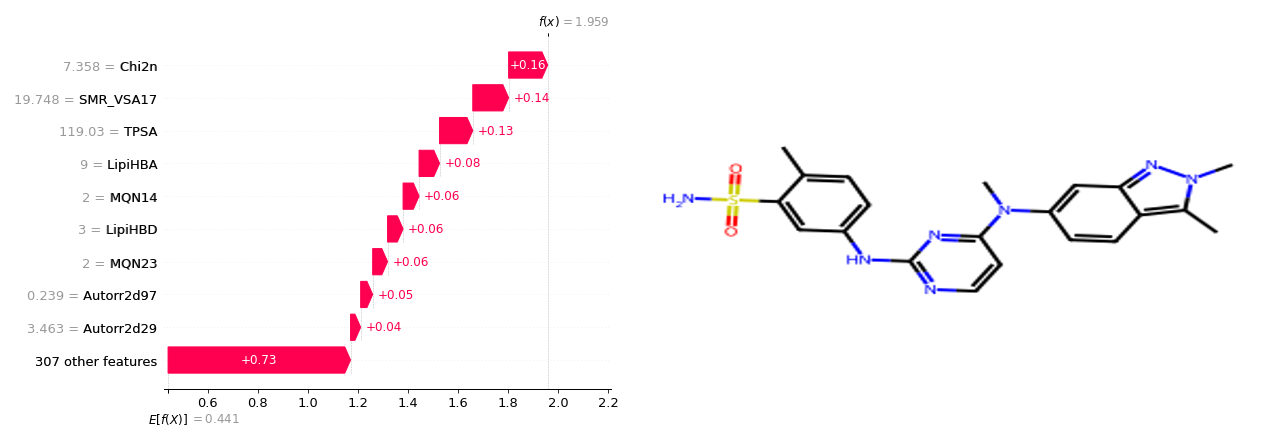 f(x) = 1.959
7.358 = Chi2n
+0.16
19.748 = SMR_VSA17
+0.14
119.03 = TPSA
+0.13
9 = LipiHBA
+0.08
2 = MQN14
+0.06
3 = LipiHBD
+0.06
2 = MQN23
+0.06
0.239 = Autorr2d97
+0.05
3.463 = Autorr2d29
+0.04
307 other features
+0.73
0.6 0.8 1.0 1.2 1.4 1.6 1.8 2.0 2.2
E[f(X)] = 0.441
O
H₂N
S
O
HN
N
N
N
N
N